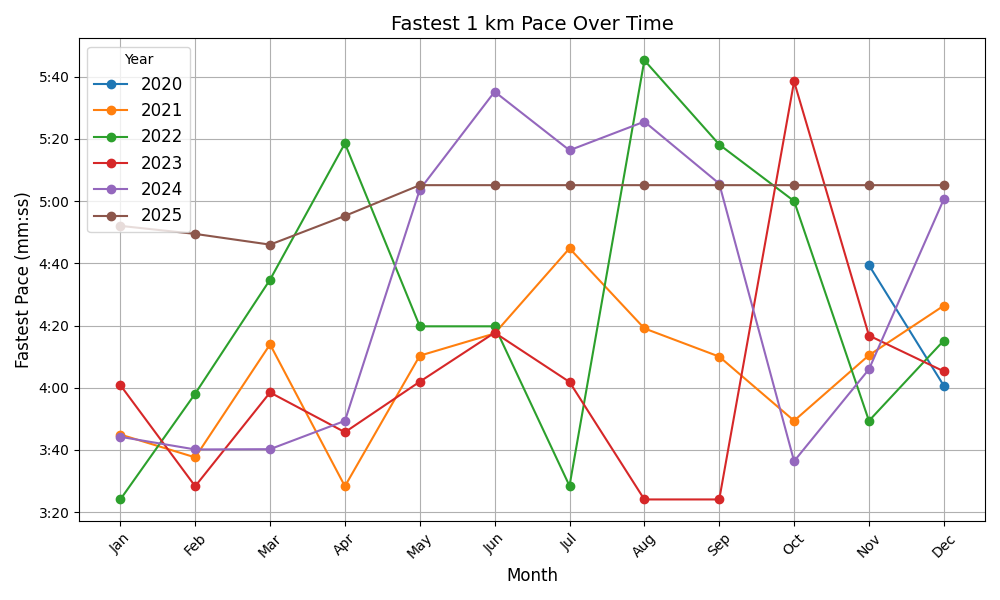 Fastest 1 km Pace Over Time
Year
2020
2021
2022
2023
2024
2025
5:40
5:20
5:00
4:40
4:20
4:00
3:40
3:20
Fastest Pace (mm:ss)
Jan Feb Mar Apr May Jun Jul Aug Sep Oct Nov Dec
Month